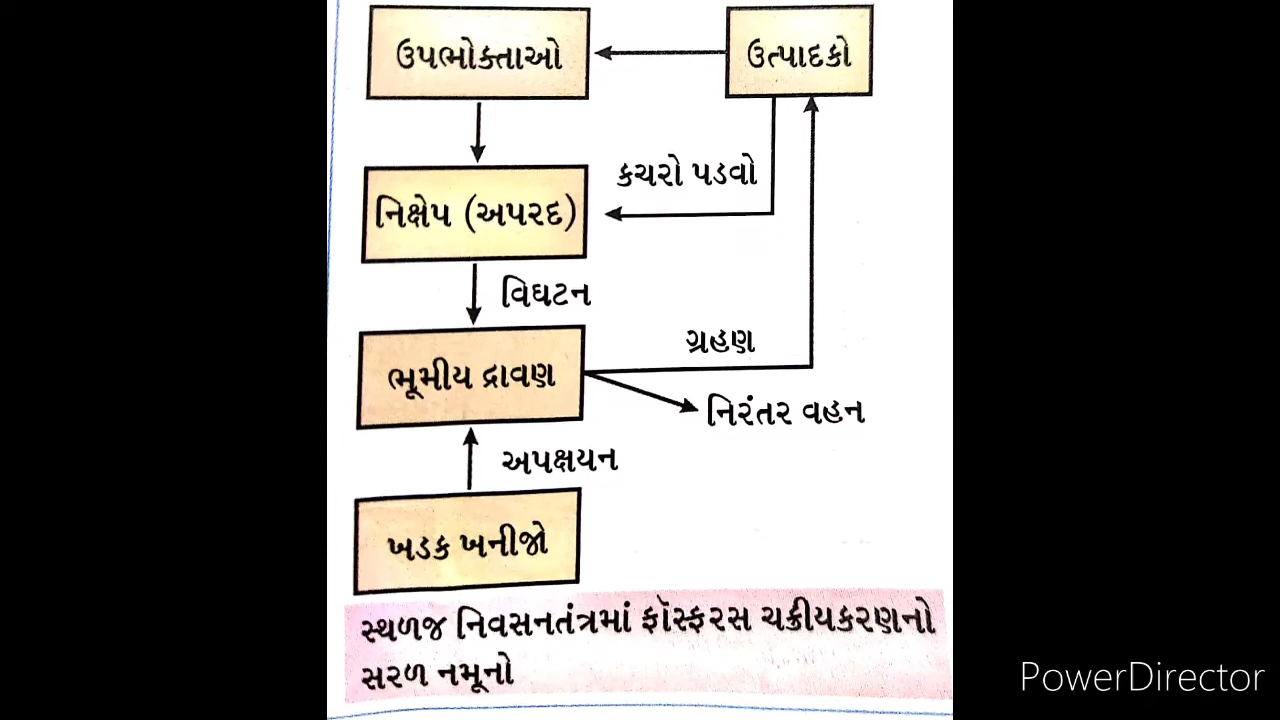 ઉપભોક્તાઓ
ઉત્પાદકો
કચરો પડવો
નિક્ષેપ (અપરદ)
વિઘટન
ગ્રહણ
ભૂમીય દ્રાવણ
નિરંતર વહન
અપક્ષયન
ખડક ખનીજો
સ્થળજ નિવસનતંત્રમાં ફૉસ્ફરસ ચક્રીયકરણનો
સરળ નમૂનો
PowerDirector